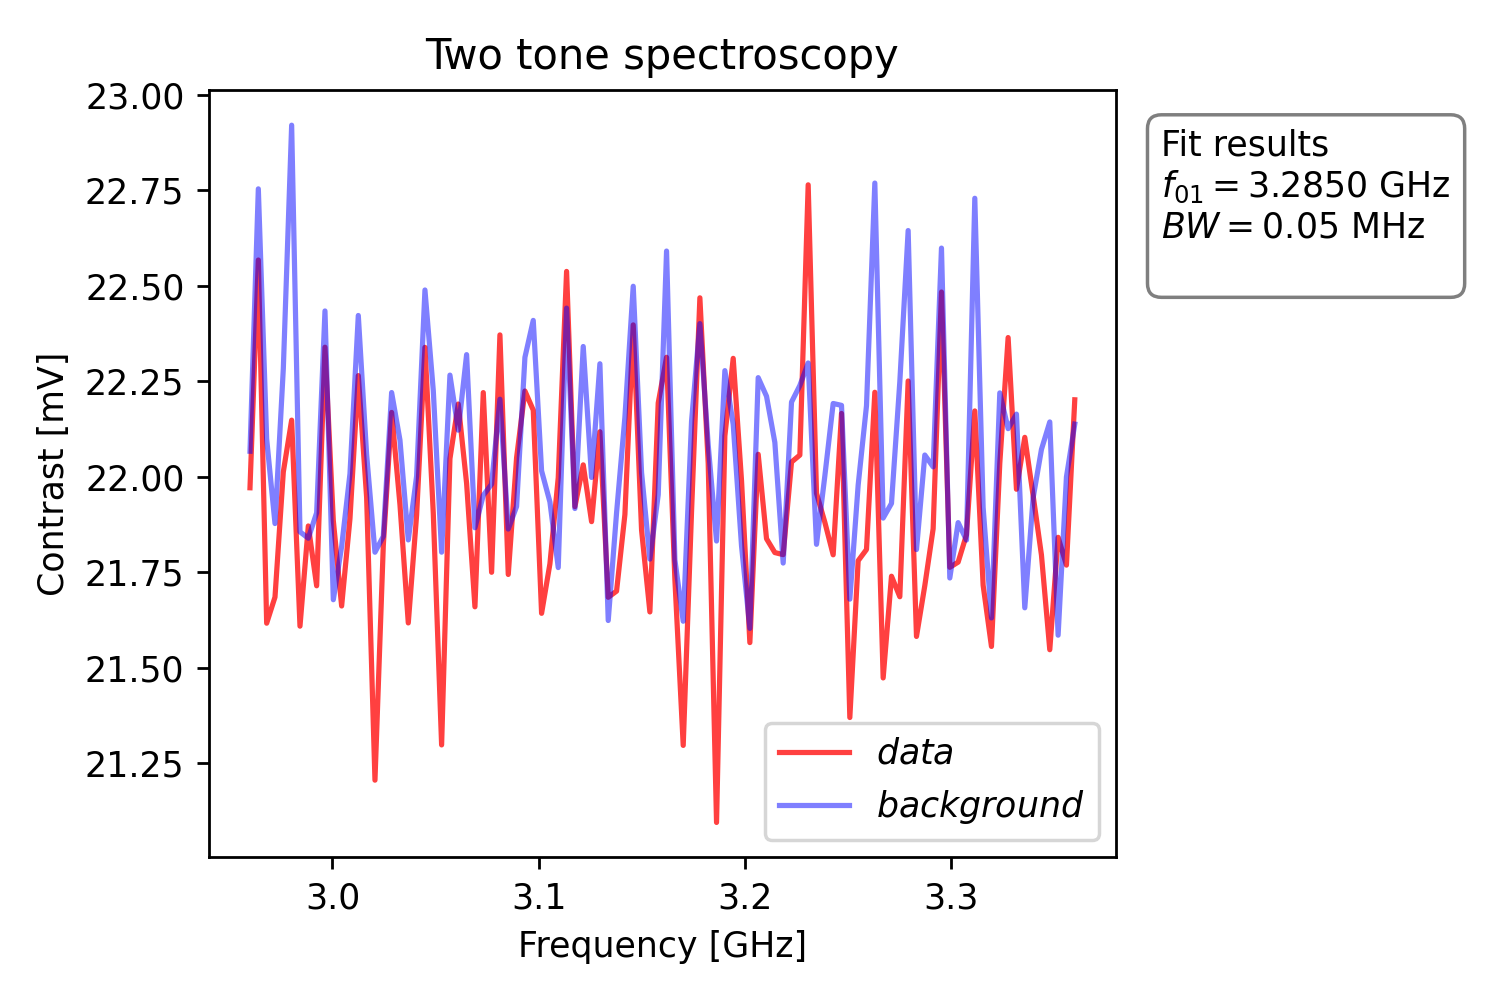 Two tone spectroscopy
23.00
22.75
22.50
22.25
22.00
21.75
21.50
21.25
Contrast [mV]
3.0
3.1
3.2
3.3
Frequency [GHz]
data
background
Fit results
f01 = 3.2850 GHz
BW = 0.05 MHz